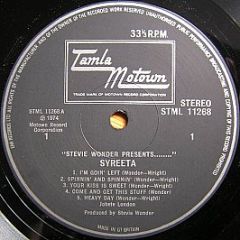 33⅓ R.P.M.
Tamla
Motown
TRADE MARK OF MOTOWN RECORD CORPORATION
STML 11268A
STEREO
STML 11268
℗ 1974
Motown Record
Corporation
1
1
"STEVIE WONDER PRESENTS........"
SYREETA
1. I'M GOIN' LEFT (Wonder-Wright)
2. SPINNIN' AND SPINNIN' (Wonder-Wright)
3. YOUR KISS IS SWEET (Wonder-Wright)
4. COME AND GET THIS STUFF (Wonder)
5. HEAVY DAY (Wonder-Wright)
Jobete London
Produced by Stevie Wonder
MADE IN GT BRITAIN